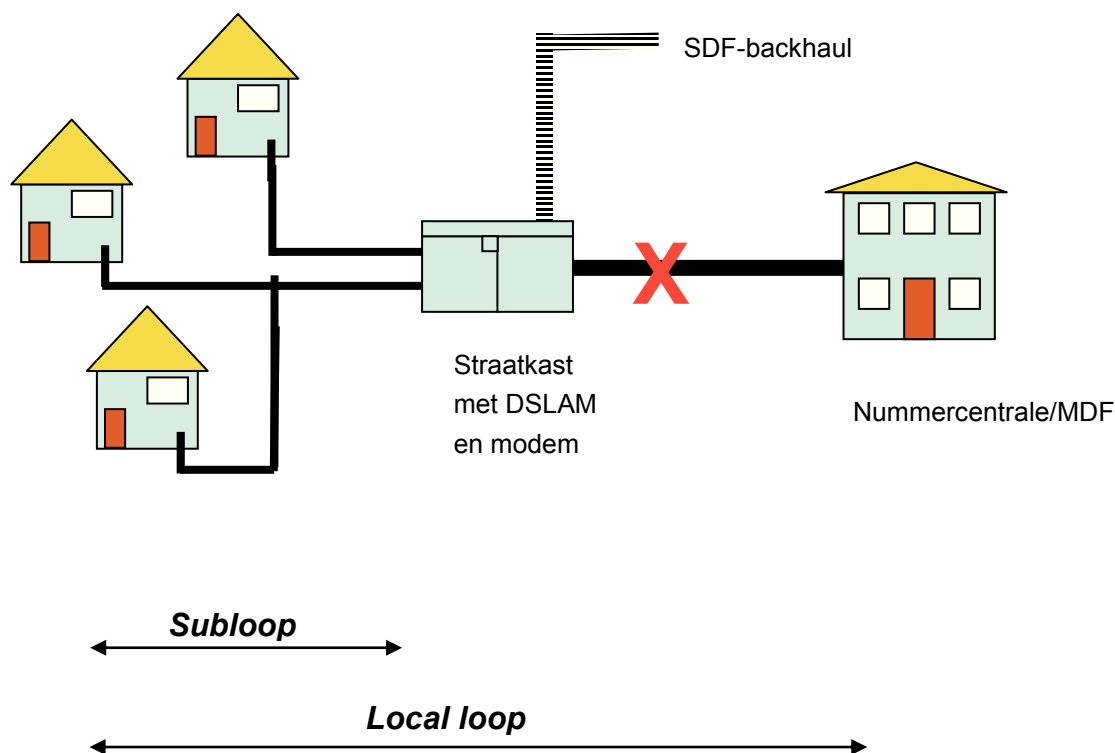 SDF-backhaul
Straatkast
met DSLAM
en modem
Nummercentrale/MDF
Subloop
Local loop